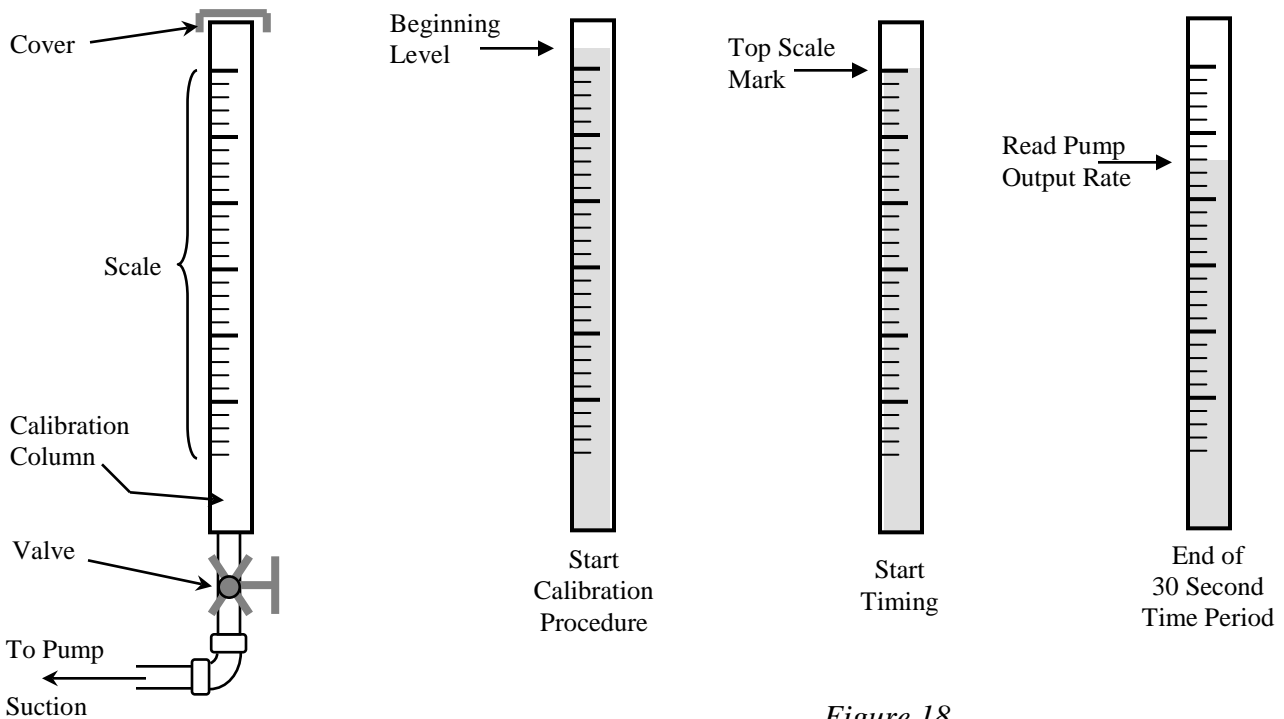 Cover
Scale
Calibration
Column
Valve
To Pump
Suction
Beginning
Level
Start
Calibration
Procedure
Top Scale
Mark
Start
Timing
Read Pump
Output Rate
End of
30 Second
Time Period
Figure 18